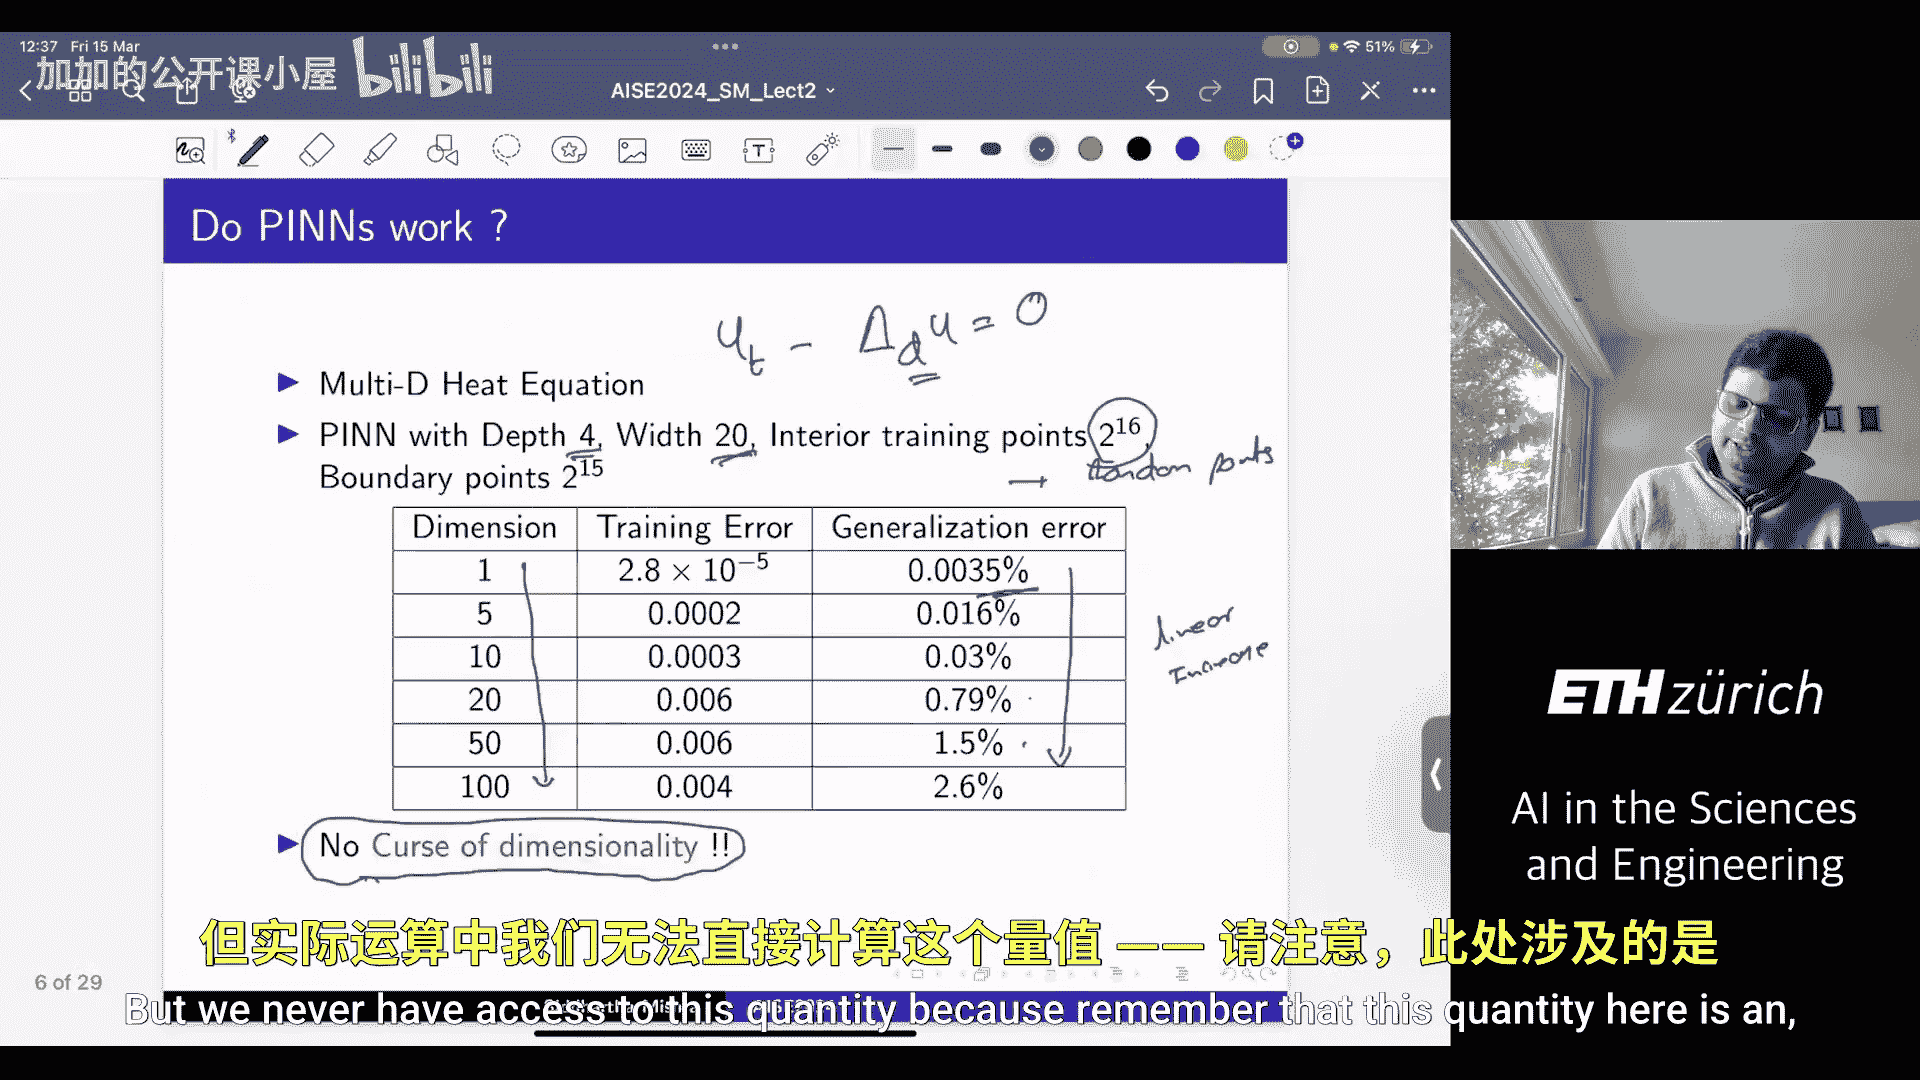 12:37 Fri 15 Mar
51%
加加的公开课小屋 bilibili
AISE2024_SM_Lect2
Do PINNs work ?
u_t - Δ_d u = 0
Multi-D Heat Equation
PINN with Depth 4, Width 20, Interior training points 2^16,
Boundary points 2^15
→ Random points
Dimension Training Error Generalization error
1 2.8 × 10^−5 0.0035%
5 0.0002 0.016%
10 0.0003 0.03%
20 0.006 0.79%
50 0.006 1.5%
100 0.004 2.6%
linear
Increase
No Curse of dimensionality !!
6 of 29
ETH zürich
AI in the Sciences
and Engineering
但实际运算中我们无法直接计算这个量值 —— 请注意，此处涉及的是
But we never have access to this quantity because remember that this quantity here is an,